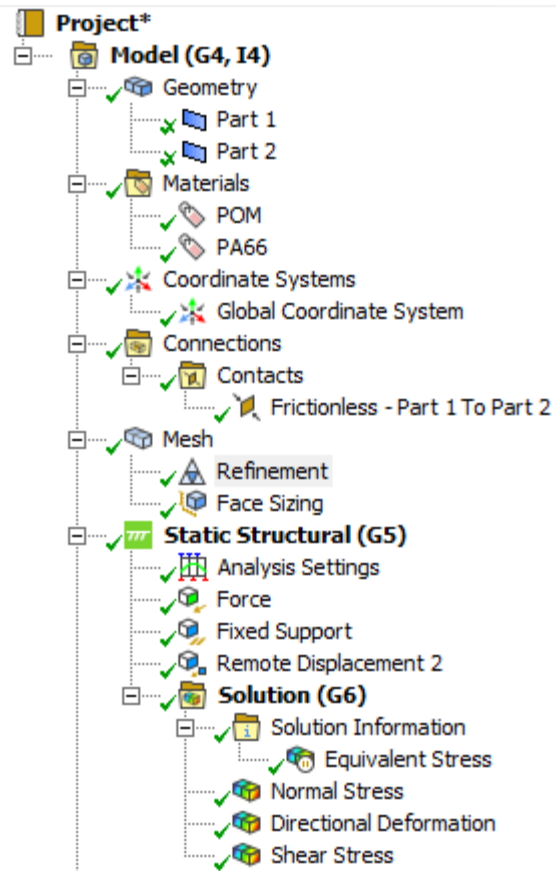 Project*
Model (G4, I4)
Geometry
Part 1
Part 2
Materials
POM
PA66
Coordinate Systems
Global Coordinate System
Connections
Contacts
Frictionless - Part 1 To Part 2
Mesh
Refinement
Face Sizing
Static Structural (G5)
Analysis Settings
Force
Fixed Support
Remote Displacement 2
Solution (G6)
Solution Information
Equivalent Stress
Normal Stress
Directional Deformation
Shear Stress